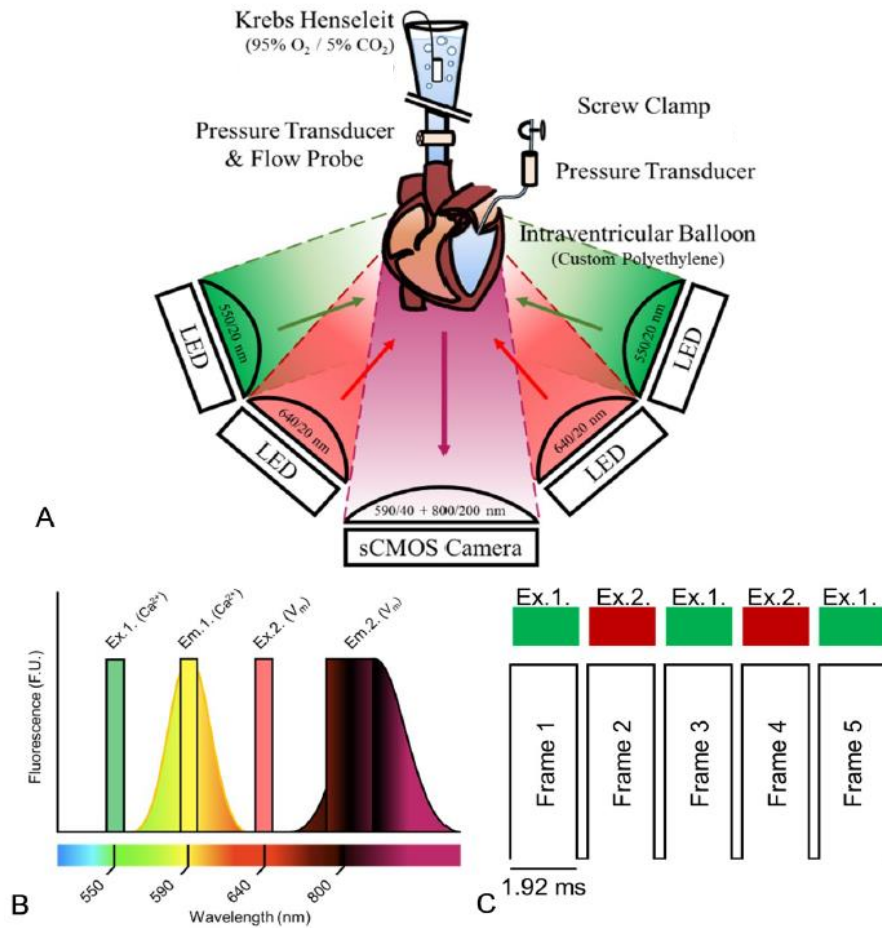 Krebs Henseleit
(95% O₂ / 5% CO₂)
Screw Clamp
Pressure Transducer
& Flow Probe
Pressure Transducer
Intraventricular Balloon
(Custom Polyethylene)
LED
550/20 nm
550/20 nm
LED
LED
640/20 nm
640/20 nm
LED
590/40 + 800/200 nm
sCMOS Camera
A
Ex.1. (Ca²⁺)
Em.1. (Ca²⁺)
Ex.2. (Vₘ)
Em.2. (Vₘ)
Fluorescence (F.U.)
550
590
640
800
Wavelength (nm)
B
Ex.1.
Ex.2.
Ex.1.
Ex.2.
Ex.1.
Frame 1
Frame 2
Frame 3
Frame 4
Frame 5
1.92 ms
C